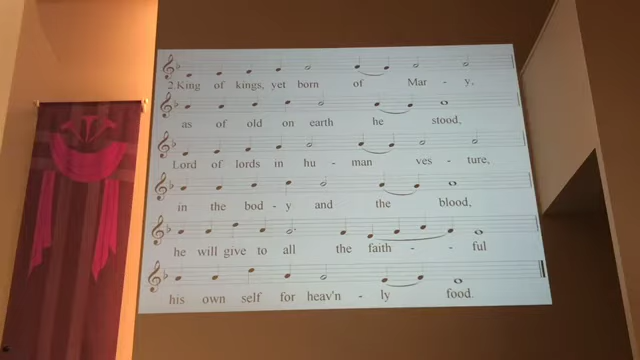 2.King of kings, yet born of Mar - y,
as of old on earth he stood,
Lord of lords in hu - man ves - ture,
in the bod - y and the blood,
he will give to all the faith - - ful
his own self for heav'n - ly food.